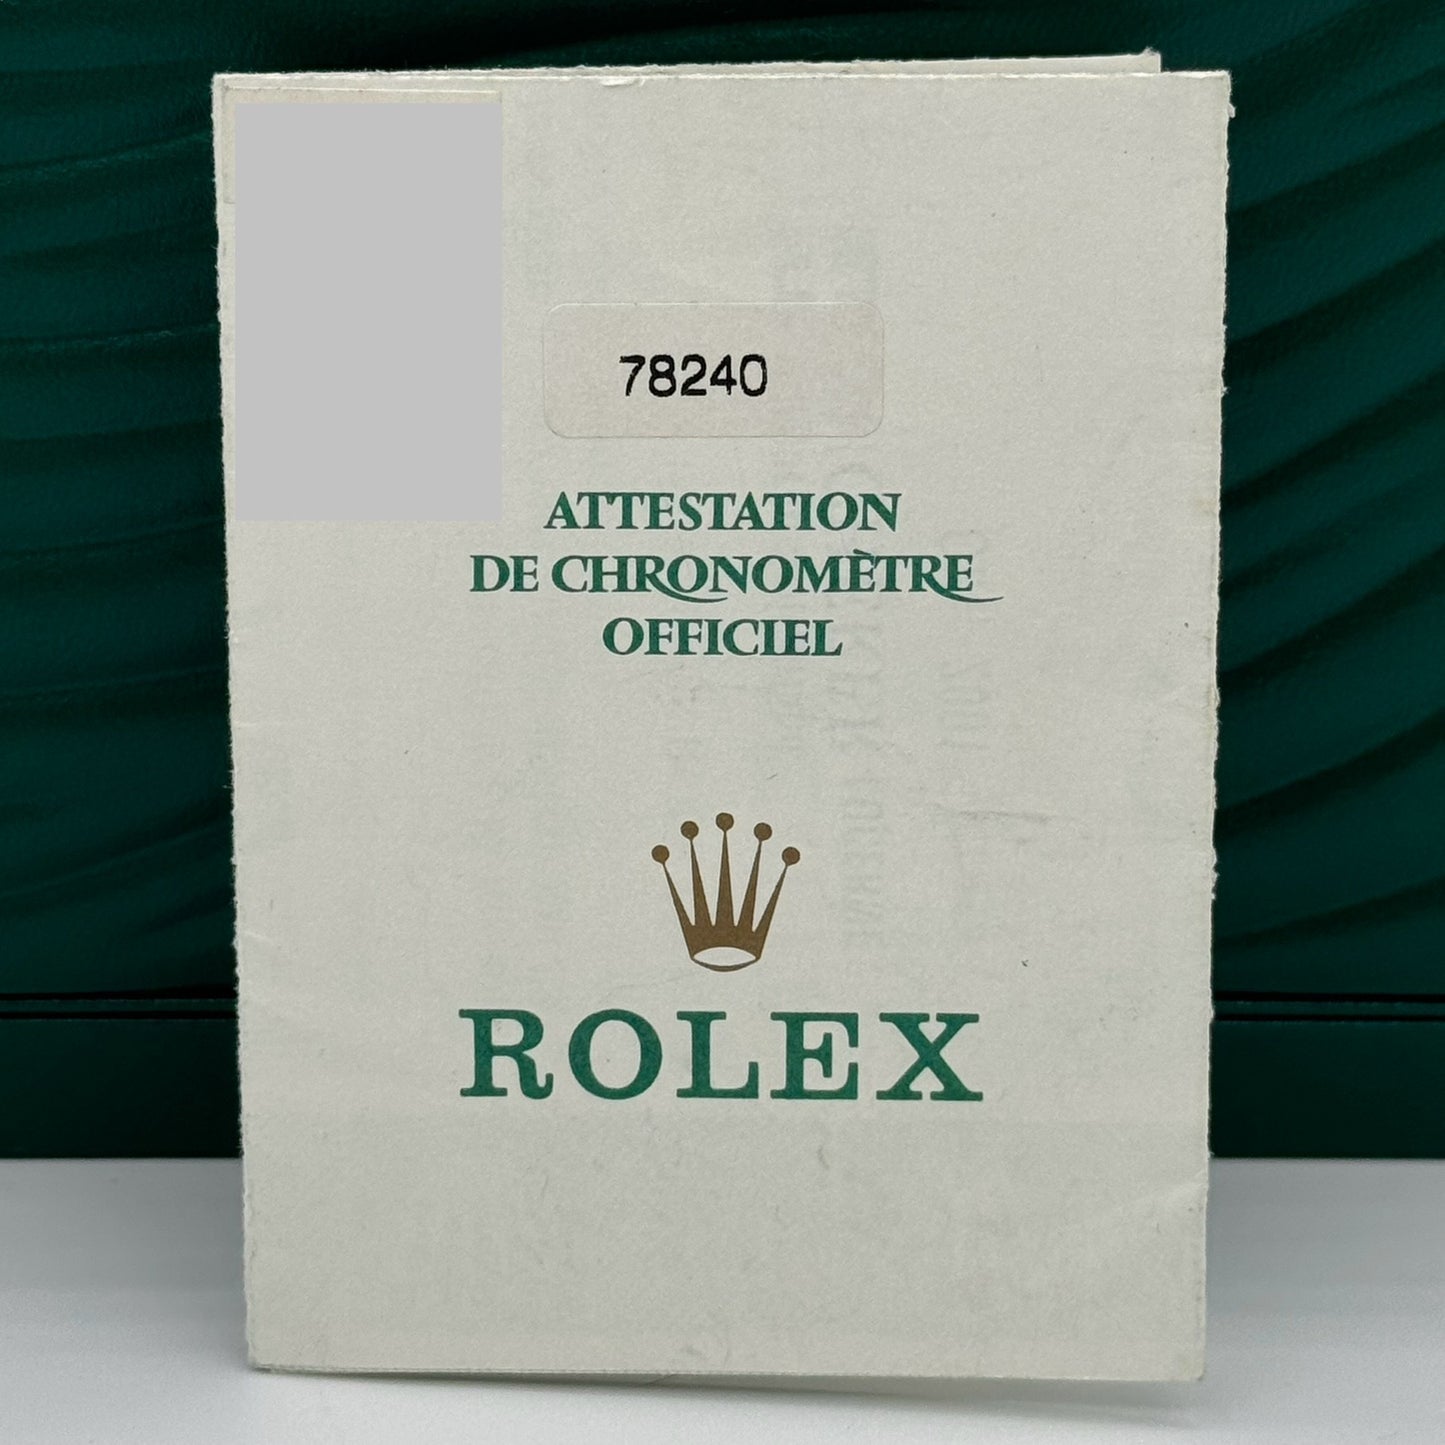 78240
ATTESTATION
DE CHRONOMÈTRE
OFFICIEL
ROLEX